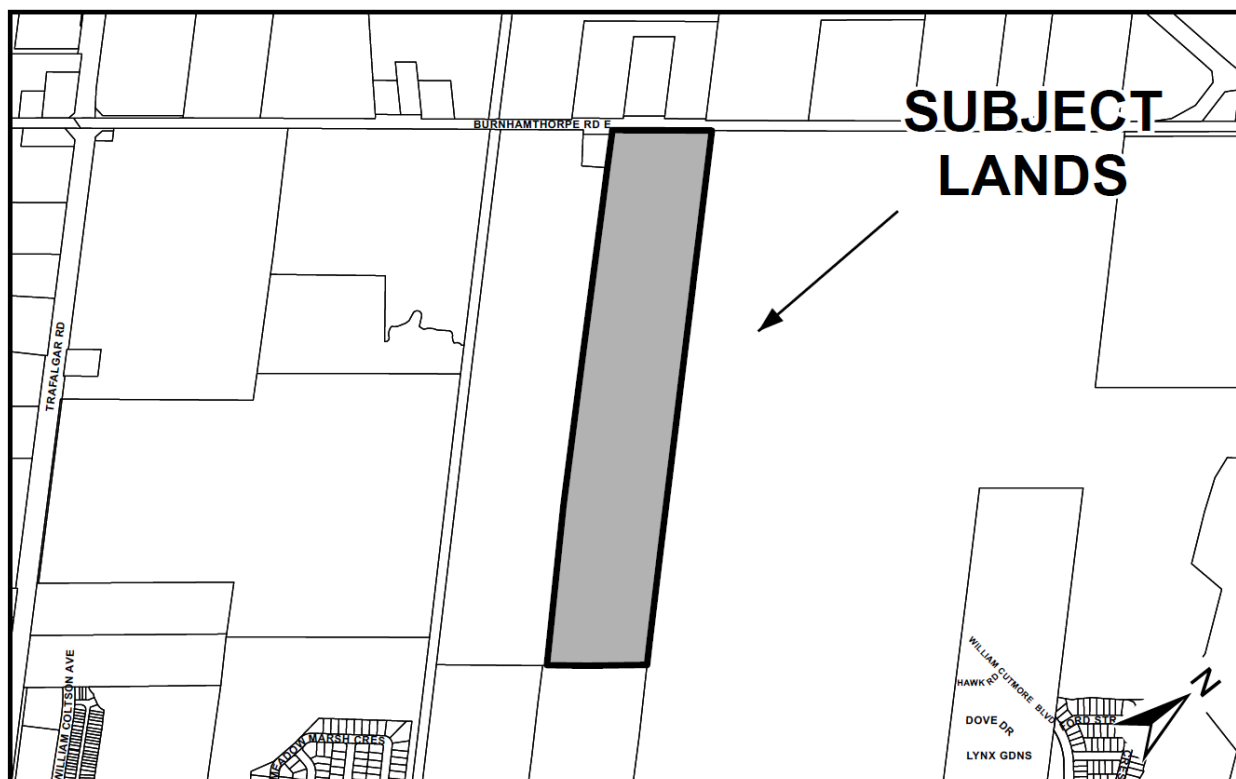 BURNHAMTHORPE RD E
SUBJECT
LANDS
TRAFALGAR RD
WILLIAM COLTSON AVE
MEADOW MARSH CRES
WILLIAM CUTMORE BLVD
HAWK RD
DOVE DR
LYNX GDNS
N